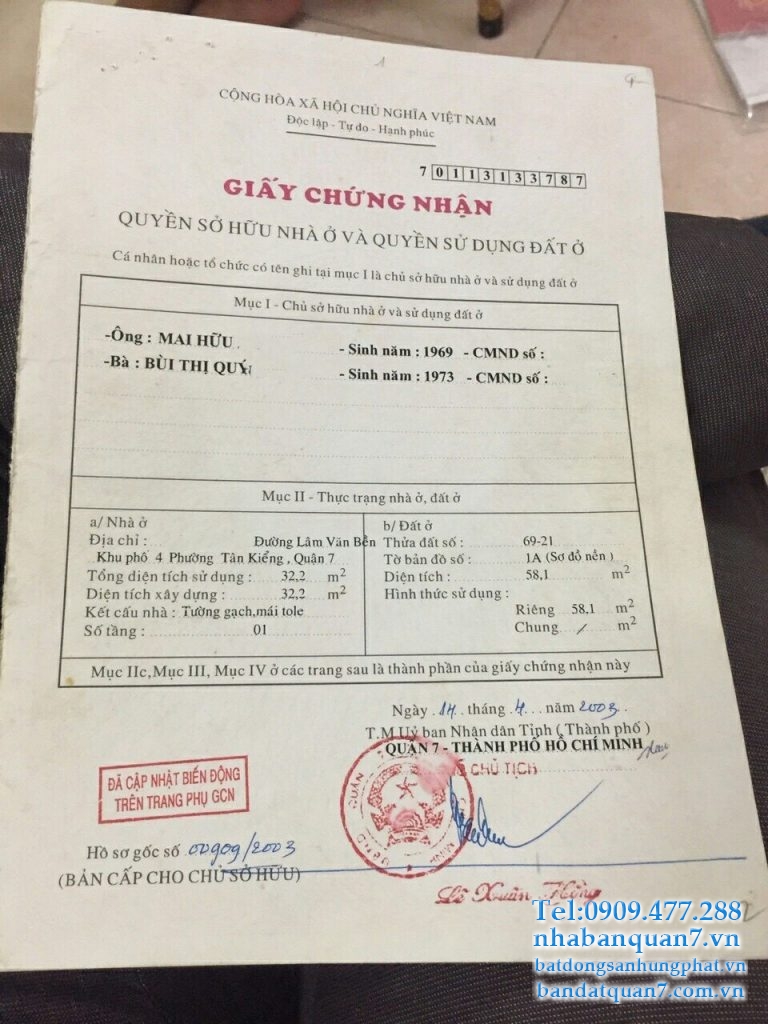 CỘNG HÒA XÃ HỘI CHỦ NGHĨA VIỆT NAM
Độc lập - Tự do - Hạnh phúc
7 0113133787
GIẤY CHỨNG NHẬN
QUYỀN SỞ HỮU NHÀ Ở VÀ QUYỀN SỬ DỤNG ĐẤT Ở
Cá nhân hoặc tổ chức có tên ghi tại mục I là chủ sở hữu nhà ở và sử dụng đất ở
Mục I - Chủ sở hữu nhà ở và sử dụng đất ở
-Ông : MAI HỮU - Sinh năm : 1969 - CMND số :
-Bà : BÙI THỊ QUÝ - Sinh năm : 1973 - CMND số :
Mục II - Thực trạng nhà ở, đất ở
a/ Nhà ở
Địa chỉ : Đường Lâm Văn Bền
Khu phố 4 Phường Tân Kiểng , Quận 7
Tổng diện tích sử dụng : 32,2 m2
Diện tích xây dựng : 32,2 m2
Kết cấu nhà : Tường gạch,mái tole
Số tầng : 01
b/ Đất ở
Thửa đất số : 69-21
Tờ bản đồ số : 1A (Sơ đồ nền )
Diện tích : 58,1 m2
Hình thức sử dụng :
Riêng 58,1 m2
Chung / m2
Mục IIc,Mục III, Mục IV ở các trang sau là thành phần của giấy chứng nhận này
Ngày 14 tháng 4 năm 2003
T.M Uỷ ban Nhân dân Tỉnh ( Thành phố )
QUẬN 7 - THÀNH PHỐ HỒ CHÍ MINH
CHỦ TỊCH
ĐÃ CẬP NHẬT BIẾN ĐỘNG
TRÊN TRANG PHỤ GCN
Hồ sơ gốc số 00909/2003
(BẢN CẤP CHO CHỦ SỞ HỮU)
Lê Xuân Hồng
Tel:0909.477.288
nhabanquan7.vn
batdongsanhungphat.vn
bandatquan7.com.vn